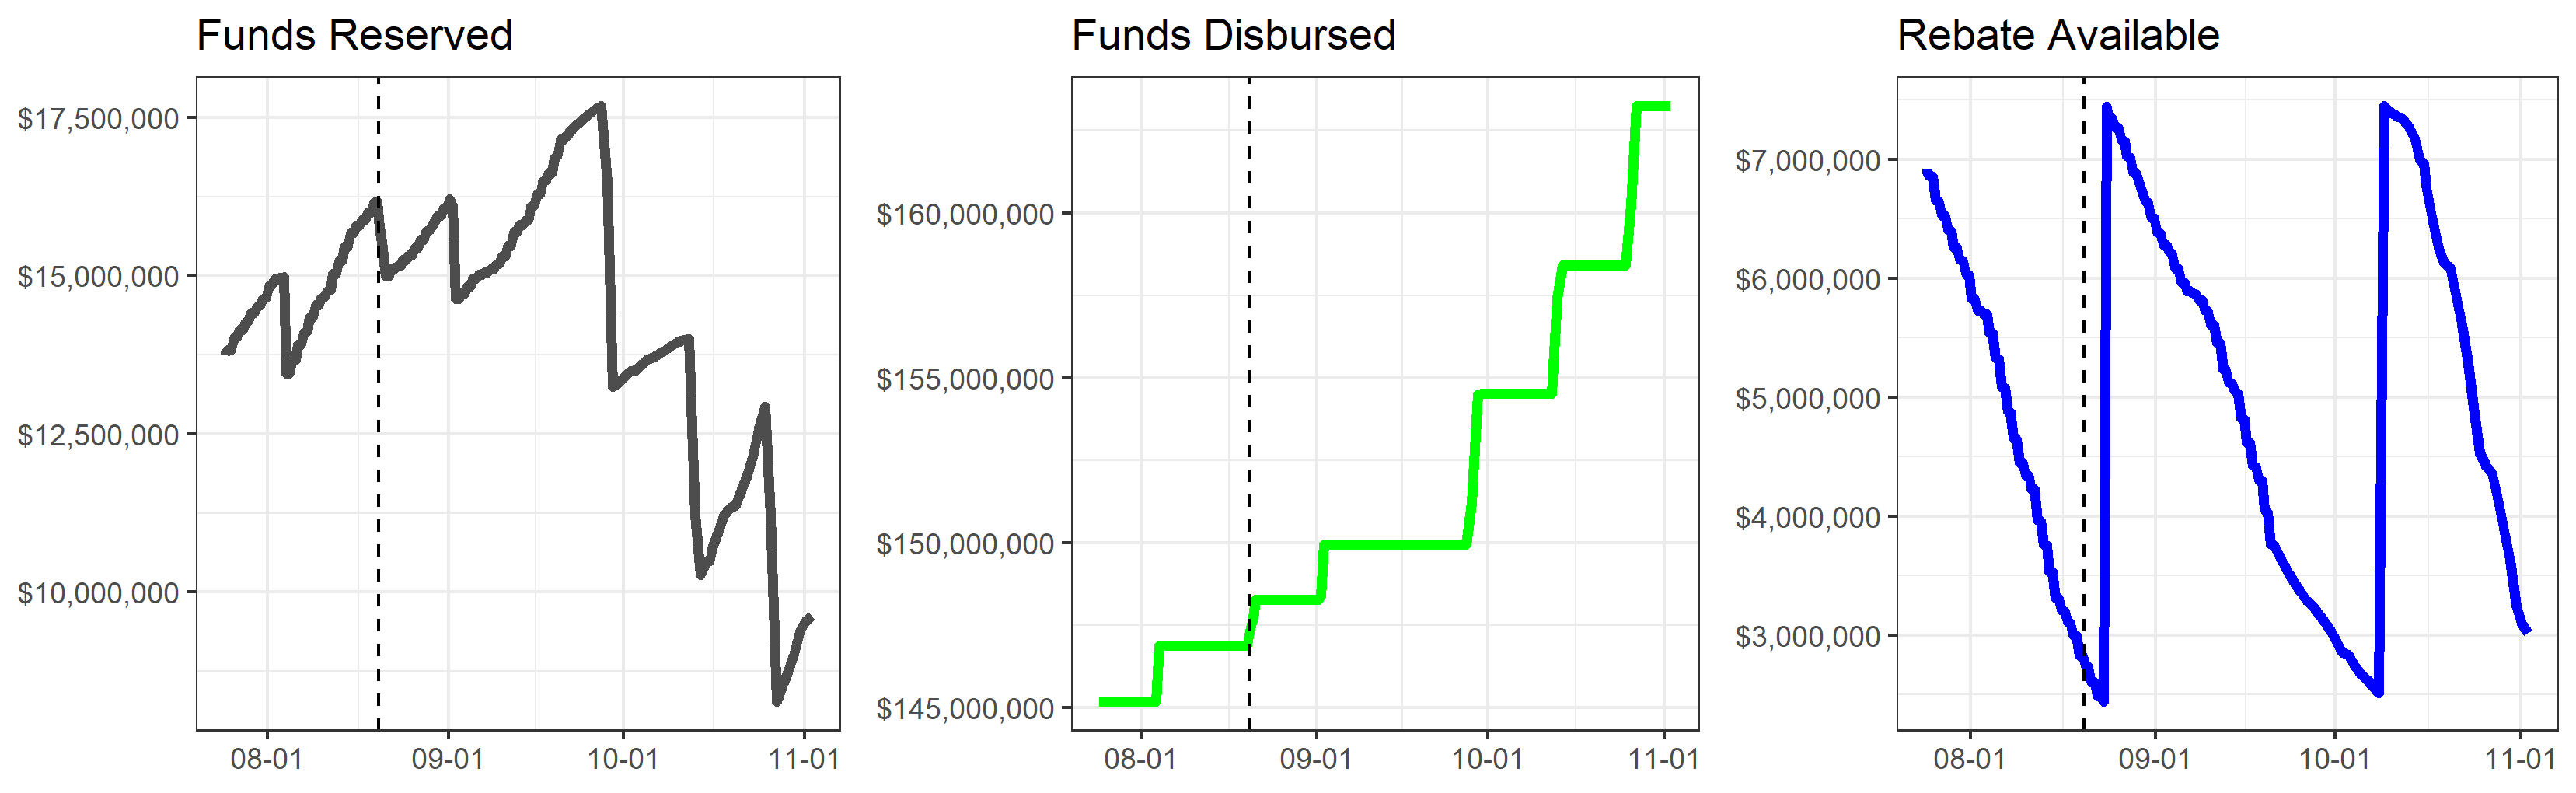 Funds Reserved
$17,500,000
$15,000,000
$12,500,000
$10,000,000
08-01 09-01 10-01 11-01
Funds Disbursed
$160,000,000
$155,000,000
$150,000,000
$145,000,000
08-01 09-01 10-01 11-01
Rebate Available
$7,000,000
$6,000,000
$5,000,000
$4,000,000
$3,000,000
08-01 09-01 10-01 11-01